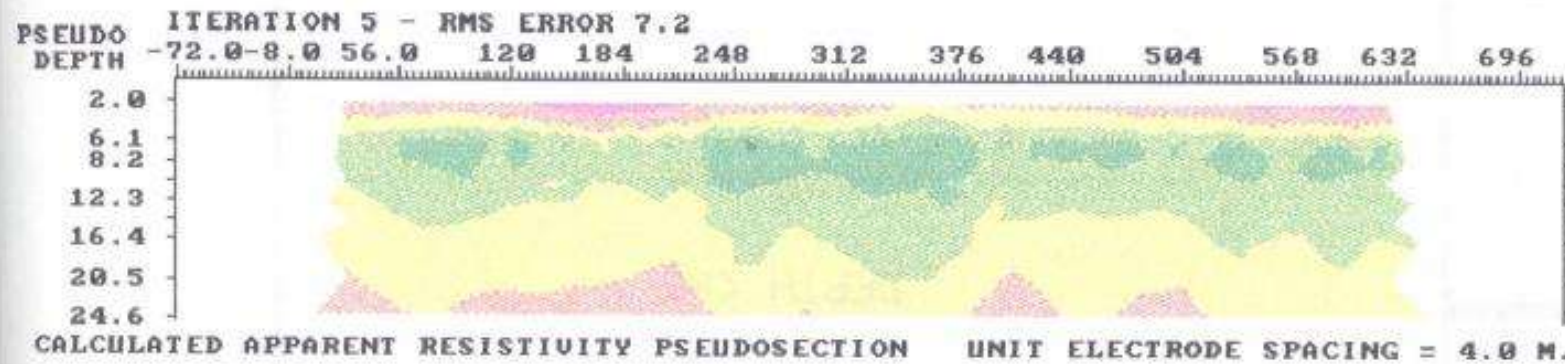 ITERATION 5 - RMS ERROR 7.2
PSEUDO
DEPTH -72.0-8.0 56.0 120 184 248 312 376 440 504 568 632 696
2.0
6.1
8.2
12.3
16.4
20.5
24.6
CALCULATED APPARENT RESISTIVITY PSEUDOSECTION UNIT ELECTRODE SPACING = 4.0 M